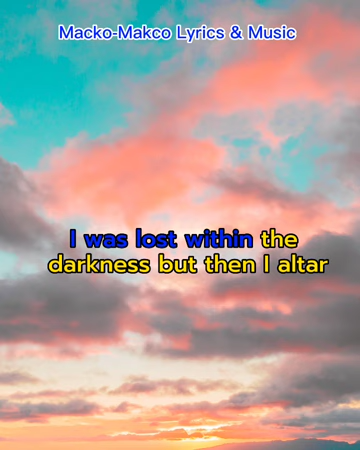 Macko-Makco Lyrics & Music
I was lost within the
darkness but then I altar